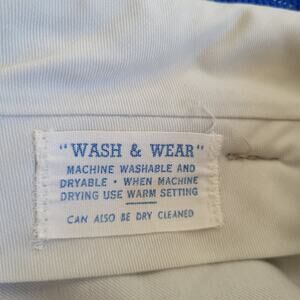 "WASH & WEAR"
MACHINE WASHABLE AND
DRYABLE • WHEN MACHINE
DRYING USE WARM SETTING
CAN ALSO BE DRY CLEANED